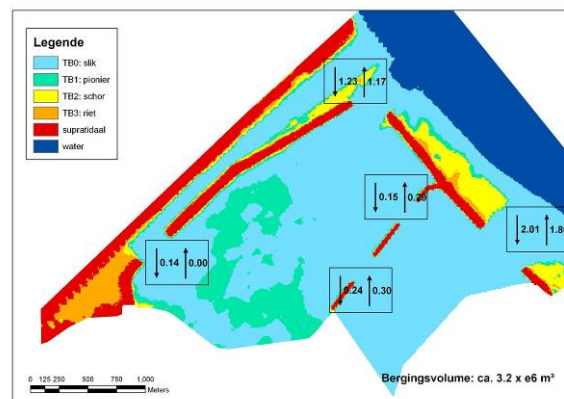 Legende
TB0: slik
TB1: pionier
TB2: schor
TB3: riet
supratidaal
water
1.23 1.17
0.15 0.29
2.01
0.14 0.00
0.24 0.30
Bergingsvolume: ca. 3.2 x e6 m³
0 125 250 500 750 1,000
Meters